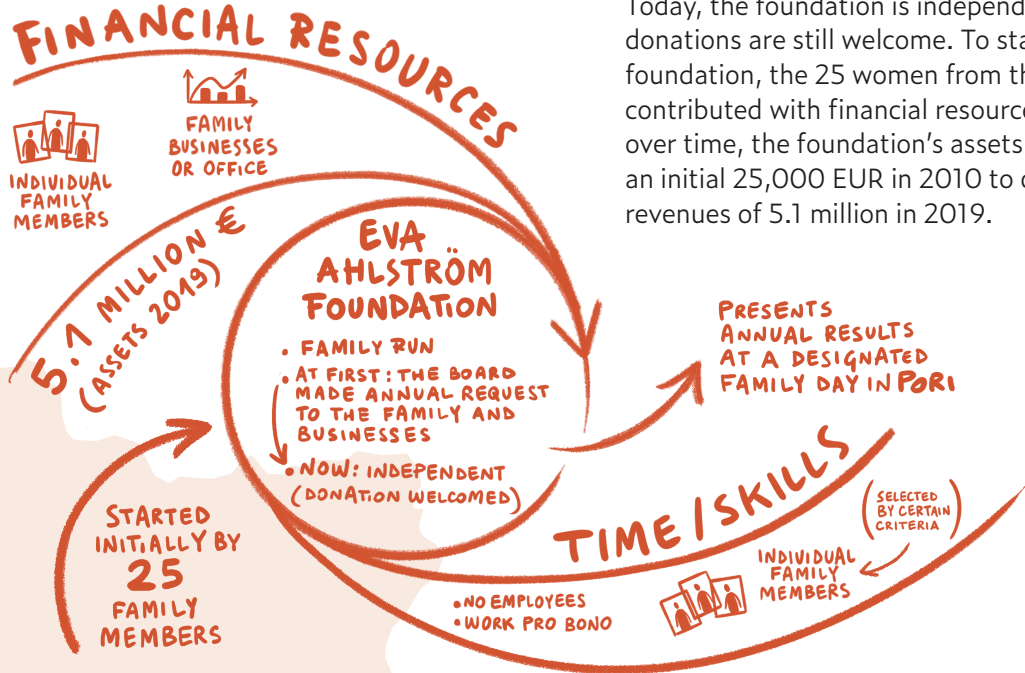 FINANCIAL RESOURCES
FAMILY
BUSINESSES
OR OFFICE
INDIVIDUAL
FAMILY
MEMBERS
5.1 MILLION €
(ASSETS 2019)
EVA
AHLSTRÖM
FOUNDATION
• FAMILY RUN
• AT FIRST: THE BOARD
MADE ANNUAL REQUEST
TO THE FAMILY AND
BUSINESSES
• NOW: INDEPENDENT
(DONATION WELCOMED)
STARTED
INITIALLY BY
25
FAMILY
MEMBERS
Today, the foundation is independ
donations are still welcome. To sta
foundation, the 25 women from th
contributed with financial resource
over time, the foundation's assets
an initial 25,000 EUR in 2010 to
revenues of 5.1 million in 2019.
PRESENTS
ANNUAL RESULTS
AT A DESIGNATED
FAMILY DAY IN PORI
TIME/SKILLS
(SELECTED
BY CERTAIN
CRITERIA)
INDIVIDUAL
FAMILY
MEMBERS
• NO EMPLOYEES
• WORK PRO BONO